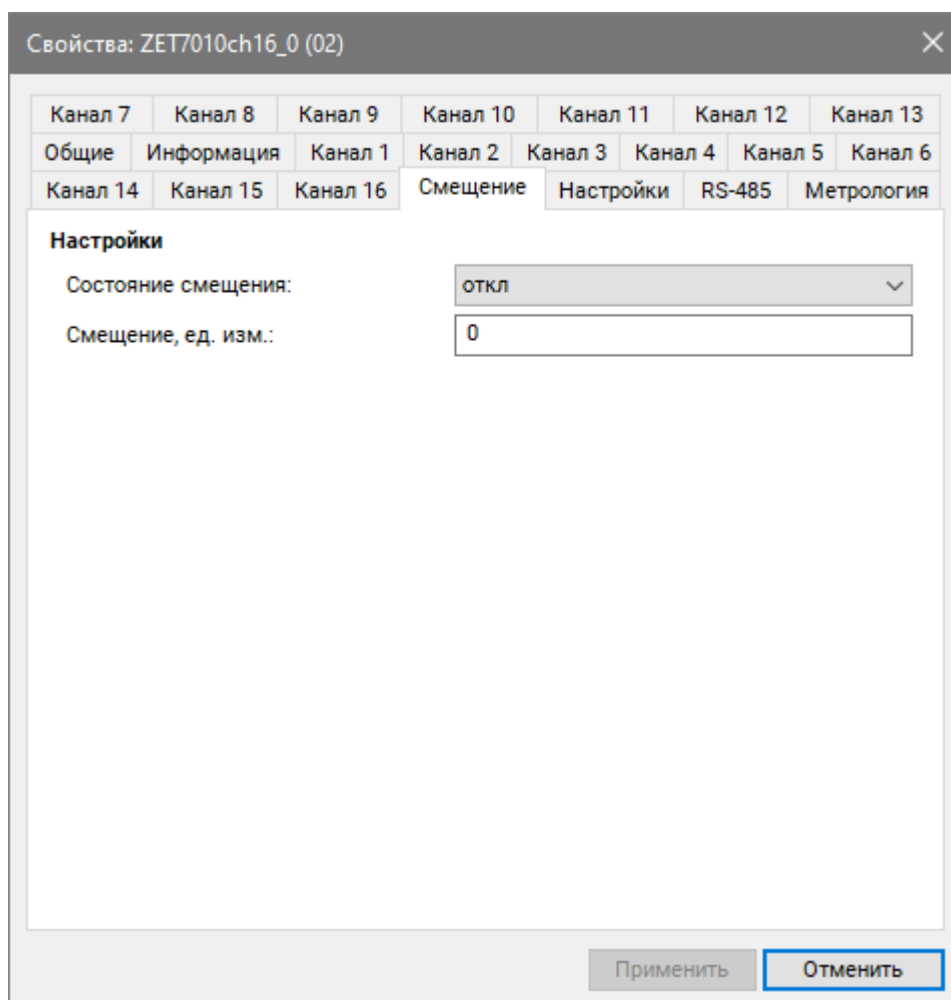 Свойства: ZET7010ch16_0 (02)
Канал 7 Канал 8 Канал 9 Канал 10 Канал 11 Канал 12 Канал 13
Общие Информация Канал 1 Канал 2 Канал 3 Канал 4 Канал 5 Канал 6
Канал 14 Канал 15 Канал 16 Смещение Настройки RS-485 Метрология
Настройки
Состояние смещения: откл
Смещение, ед. изм.: 0
Применить Отменить